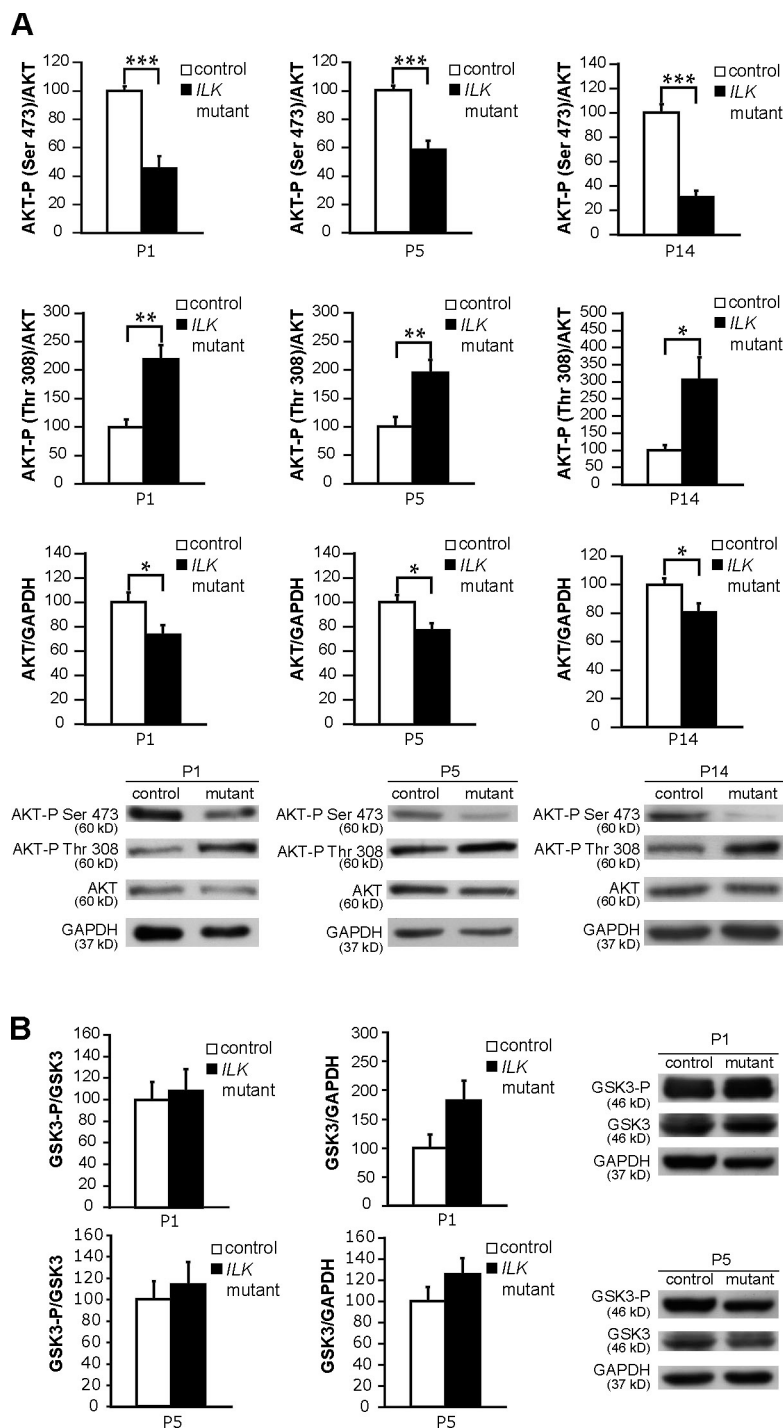 A
AKT-P (Ser 473)/AKT
120
100
80
60
40
20
0
***
control
ILK
mutant
P1
AKT-P (Ser 473)/AKT
120
100
80
60
40
20
0
***
control
ILK
mutant
P5
AKT-P (Ser 473)/AKT
140
120
100
80
60
40
20
0
***
control
ILK
mutant
P14
AKT-P (Thr 308)/AKT
300
250
200
150
100
50
0
**
control
ILK
mutant
P1
AKT-P (Thr 308)/AKT
300
250
200
150
100
50
0
**
control
ILK
mutant
P5
AKT-P (Thr 308)/AKT
500
450
400
350
300
250
200
150
100
50
0
*
control
ILK
mutant
P14
AKT/GAPDH
140
120
100
80
60
40
20
0
*
control
ILK
mutant
P1
AKT/GAPDH
140
120
100
80
60
40
20
0
*
control
ILK
mutant
P5
AKT/GAPDH
120
100
80
60
40
20
0
*
control
ILK
mutant
P14
P1
control mutant
AKT-P Ser 473
(60 kD)
AKT-P Thr 308
(60 kD)
AKT
(60 kD)
GAPDH
(37 kD)
P5
control mutant
AKT-P Ser 473
(60 kD)
AKT-P Thr 308
(60 kD)
AKT
(60 kD)
GAPDH
(37 kD)
P14
control mutant
AKT-P Ser 473
(60 kD)
AKT-P Thr 308
(60 kD)
AKT
(60 kD)
GAPDH
(37 kD)
B
GSK3-P/GSK3
160
140
120
100
80
60
40
20
0
control
ILK
mutant
P1
GSK3/GAPDH
300
250
200
150
100
50
0
control
ILK
mutant
P1
P1
control mutant
GSK3-P
(46 kD)
GSK3
(46 kD)
GAPDH
(37 kD)
GSK3-P/GSK3
160
140
120
100
80
60
40
20
0
control
ILK
mutant
P5
GSK3/GAPDH
160
140
120
100
80
60
40
20
0
control
ILK
mutant
P5
P5
control mutant
GSK3-P
(46 kD)
GSK3
(46 kD)
GAPDH
(37 kD)